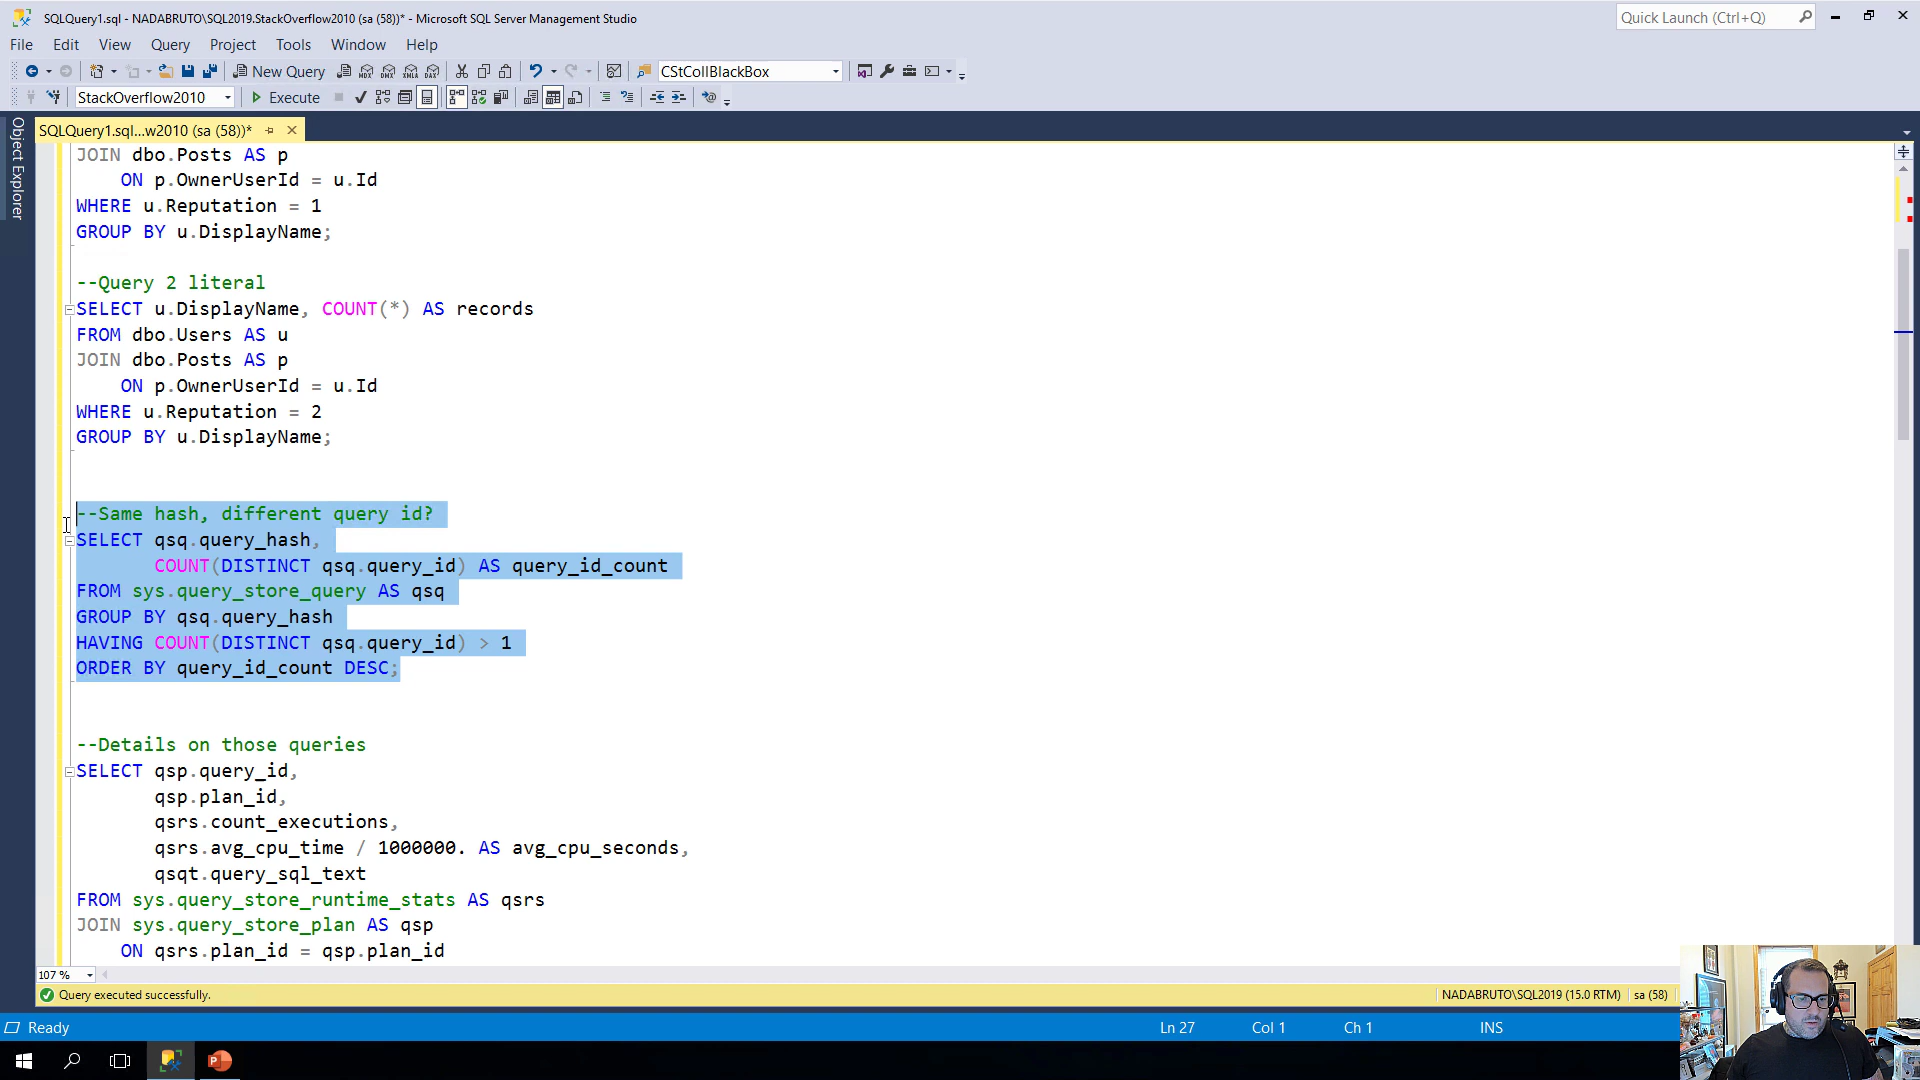 SQLQuery1.sql - NADABRUTO\SQL2019.StackOverflow2010 (sa (58))* - Microsoft SQL Server Management Studio
Quick Launch (Ctrl+Q)
File Edit View Query Project Tools Window Help
New Query MDX DMX XMLA DAX CStCollBlackBox
StackOverflow2010 Execute
Object Explorer
SQLQuery1.sql...w2010 (sa (58))*
JOIN dbo.Posts AS p
ON p.OwnerUserId = u.Id
WHERE u.Reputation = 1
GROUP BY u.DisplayName;
--Query 2 literal
SELECT u.DisplayName, COUNT(*) AS records
FROM dbo.Users AS u
JOIN dbo.Posts AS p
ON p.OwnerUserId = u.Id
WHERE u.Reputation = 2
GROUP BY u.DisplayName;
--Same hash, different query id?
SELECT qsq.query_hash,
COUNT(DISTINCT qsq.query_id) AS query_id_count
FROM sys.query_store_query AS qsq
GROUP BY qsq.query_hash
HAVING COUNT(DISTINCT qsq.query_id) > 1
ORDER BY query_id_count DESC;
--Details on those queries
SELECT qsp.query_id,
qsp.plan_id,
qsrs.count_executions,
qsrs.avg_cpu_time / 1000000. AS avg_cpu_seconds,
qsqt.query_sql_text
FROM sys.query_store_runtime_stats AS qsrs
JOIN sys.query_store_plan AS qsp
ON qsrs.plan_id = qsp.plan_id
107 %
Query executed successfully.
NADABRUTO\SQL2019 (15.0 RTM) sa (58)
Ready
Ln 27 Col 1 Ch 1 INS